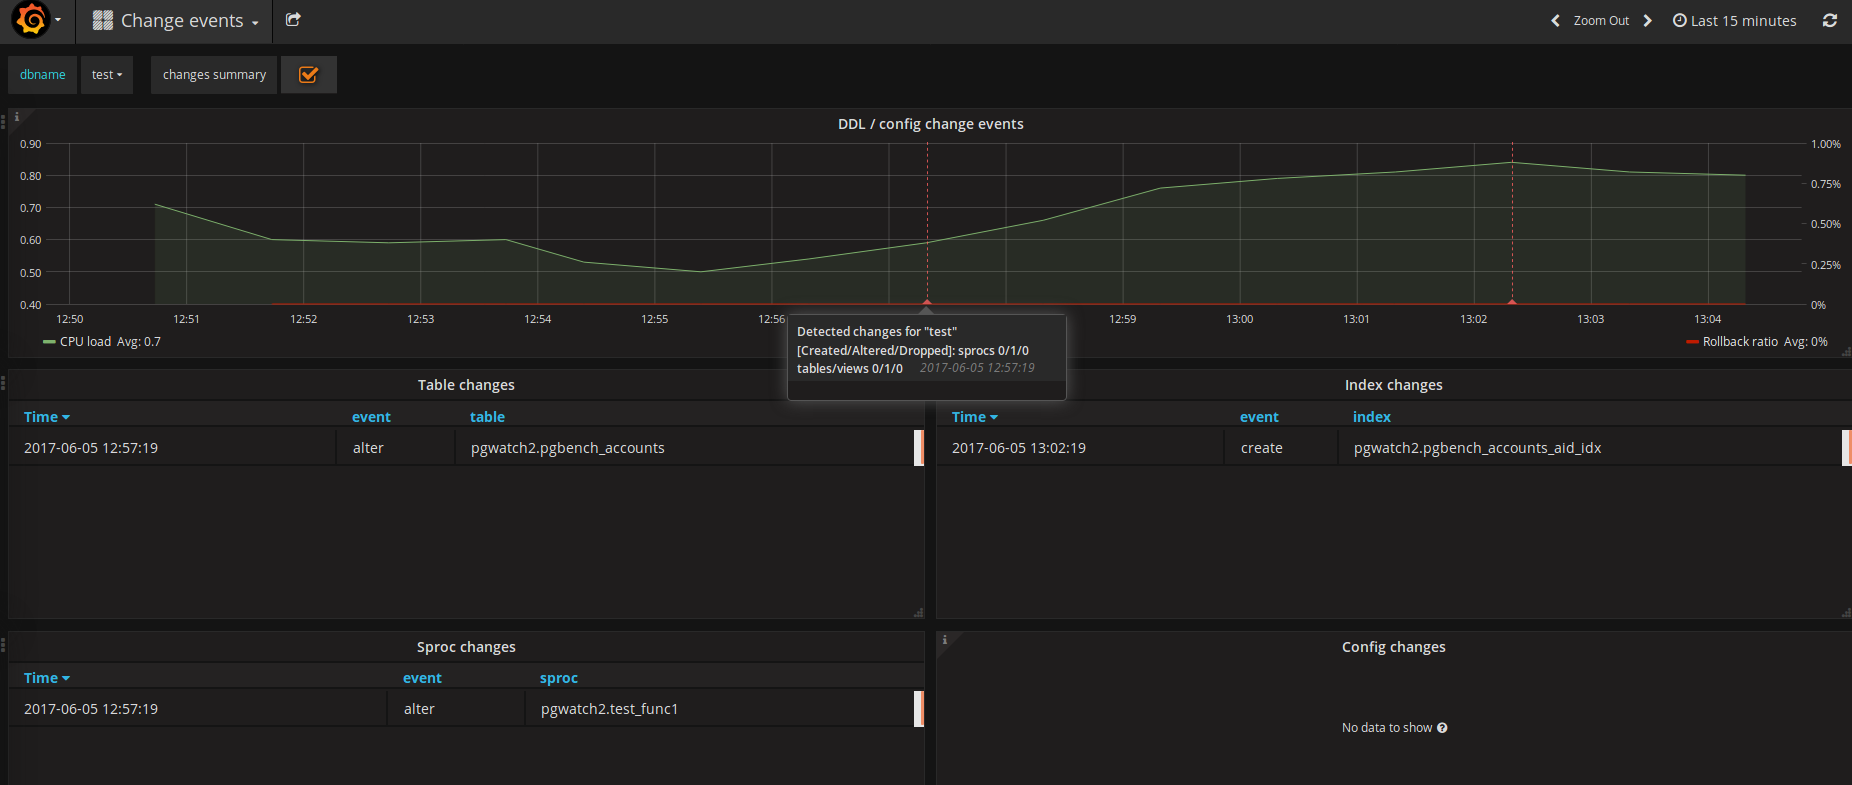 Change events
Zoom Out
Last 15 minutes
dbname
test
changes summary
DDL / config change events
0.90
0.80
0.70
0.60
0.50
0.40
1.00%
0.75%
0.50%
0.25%
0%
12:50 12:51 12:52 12:53 12:54 12:55 12:56 12:59 13:00 13:01 13:02 13:03 13:04
CPU load Avg: 0.7
Rollback ratio Avg: 0%
Detected changes for "test"
[Created/Altered/Dropped]: sprocs 0/1/0
tables/views 0/1/0 2017-06-05 12:57:19
Table changes
Time event table
2017-06-05 12:57:19 alter pgwatch2.pgbench_accounts
Index changes
Time event index
2017-06-05 13:02:19 create pgwatch2.pgbench_accounts_aid_idx
Sproc changes
Time event sproc
2017-06-05 12:57:19 alter pgwatch2.test_func1
Config changes
No data to show